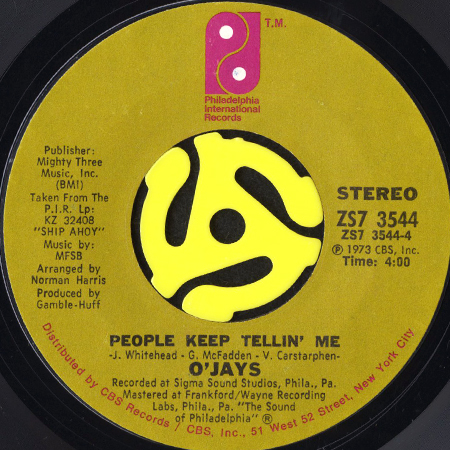 T.M.
Philadelphia
International
Records
Publisher:
Mighty Three
Music, Inc.
(BMI)
Taken From The
P.I.R. Lp:
KZ 32408
"SHIP AHOY"
Music by:
MFSB
Arranged by
Norman Harris
Produced by
Gamble-Huff
STEREO
ZS7 3544
ZS7 3544-4
℗ 1973 CBS, Inc.
Time: 4:00
PEOPLE KEEP TELLIN' ME
-J. Whitehead - G. McFadden - V. Carstarphen-
O'JAYS
Recorded at Sigma Sound Studios, Phila., Pa.
Mastered at Frankford/Wayne Recording
Labs, Phila., Pa. "The Sound
of Philadelphia" ®
Distributed by CBS Records / CBS, Inc., 51 West 52 Street, New York City